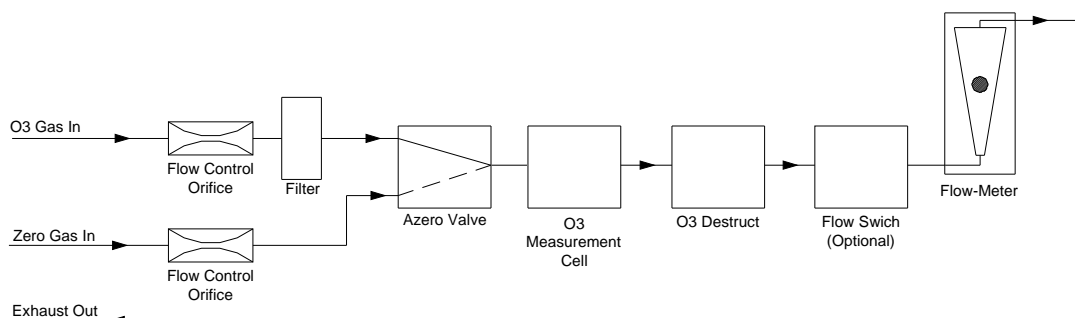 O3 Gas In
Flow Control
Orifice
Filter
Azero Valve
O3
Measurement
Cell
O3 Destruct
Flow Swich
(Optional)
Flow-Meter
Zero Gas In
Flow Control
Orifice
Exhaust Out